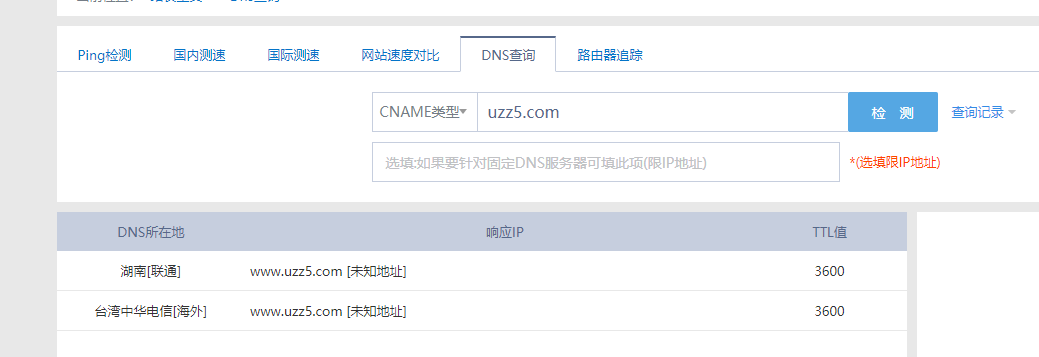 Ping检测 国内测速 国际测速 网站速度对比 DNS查询 路由器追踪
CNAME类型 uzz5.com 检 测 查询记录
选填:如果要针对固定DNS服务器可填此项(限IP地址) *(选填限IP地址)
DNS所在地 响应IP TTL值
湖南[联通] www.uzz5.com [未知地址] 3600
台湾中华电信[海外] www.uzz5.com [未知地址] 3600